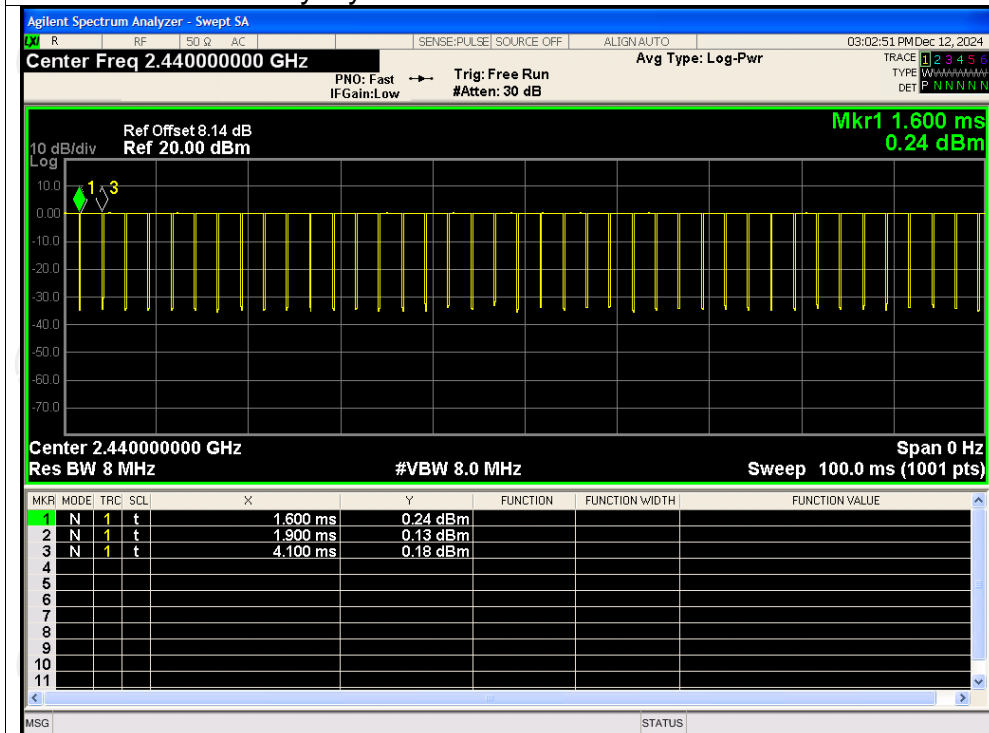 Agilent Spectrum Analyzer - Swept SA
LXI R RF 50 Ω AC SENSE:PULSE SOURCE OFF ALIGN AUTO 03:02:51 PM Dec 12, 2024
Center Freq 2.440000000 GHz Avg Type: Log-Pwr TRACE 1 2 3 4 5 6
PNO: Fast Trig: Free Run TYPE W
IFGain:Low #Atten: 30 dB DET P N N N N N
Mkr1 1.600 ms
Ref Offset 8.14 dB 0.24 dBm
10 dB/div Ref 20.00 dBm
Log
10.0
1 3
0.00
-10.0
-20.0
-30.0
-40.0
-50.0
-60.0
-70.0
Center 2.440000000 GHz Span 0 Hz
Res BW 8 MHz #VBW 8.0 MHz Sweep 100.0 ms (1001 pts)
MKR MODE TRC SCL X Y FUNCTION FUNCTION WIDTH FUNCTION VALUE
1 N 1 t 1.600 ms 0.24 dBm
2 N 1 t 1.900 ms 0.13 dBm
3 N 1 t 4.100 ms 0.18 dBm
4
5
6
7
8
9
10
11
MSG STATUS